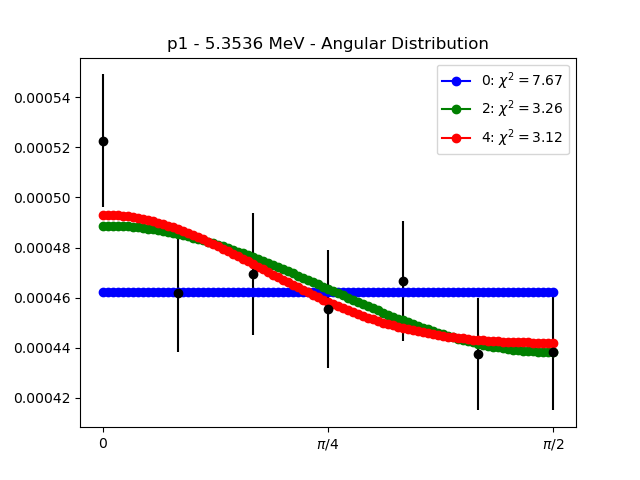 p1 - 5.3536 MeV - Angular Distribution
0: χ² = 7.67
2: χ² = 3.26
4: χ² = 3.12
0.00054
0.00052
0.00050
0.00048
0.00046
0.00044
0.00042
0 π/4 π/2